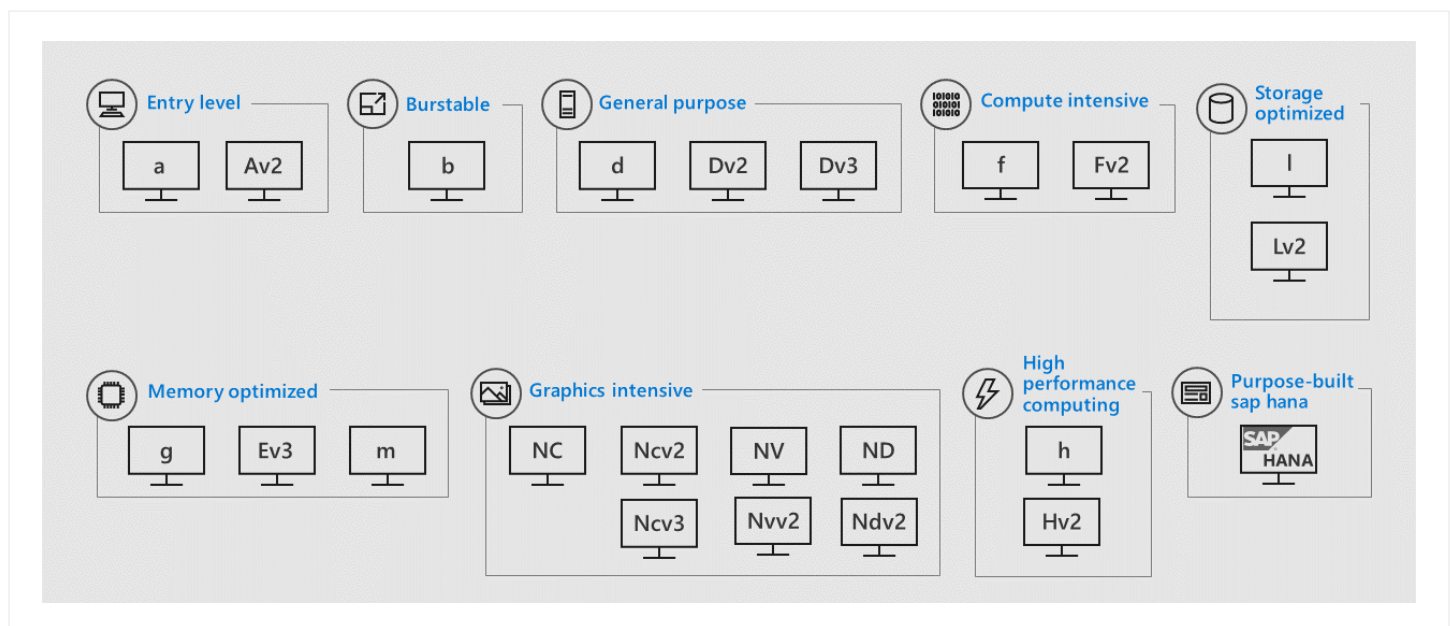 Entry level
a
Av2
Burstable
b
General purpose
d
Dv2
Dv3
Compute intensive
f
Fv2
Storage
optimized
l
Lv2
Memory optimized
g
Ev3
m
Graphics intensive
NC
Ncv2
NV
ND
Ncv3
Nvv2
Ndv2
High
performance
computing
h
Hv2
Purpose-built
sap hana
SAP
HANA